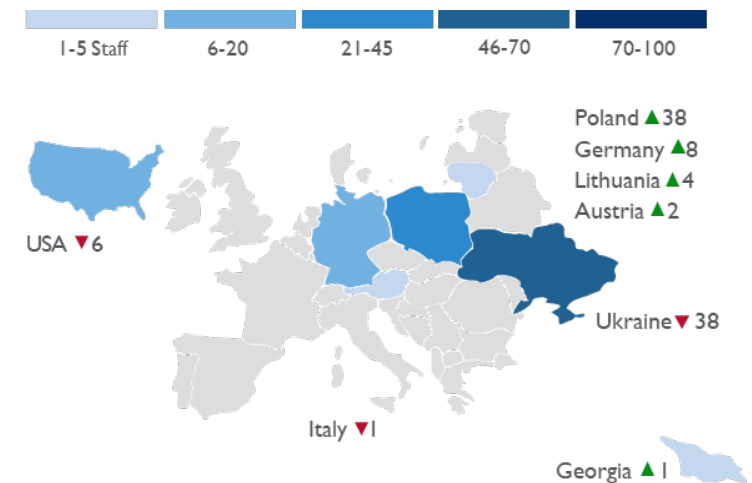 1-5 Staff 6-20 21-45 46-70 70-100
Poland ▲38
Germany ▲8
Lithuania ▲4
Austria ▲2
USA ▼6
Ukraine▼ 38
Italy ▼1
Georgia ▲ 1